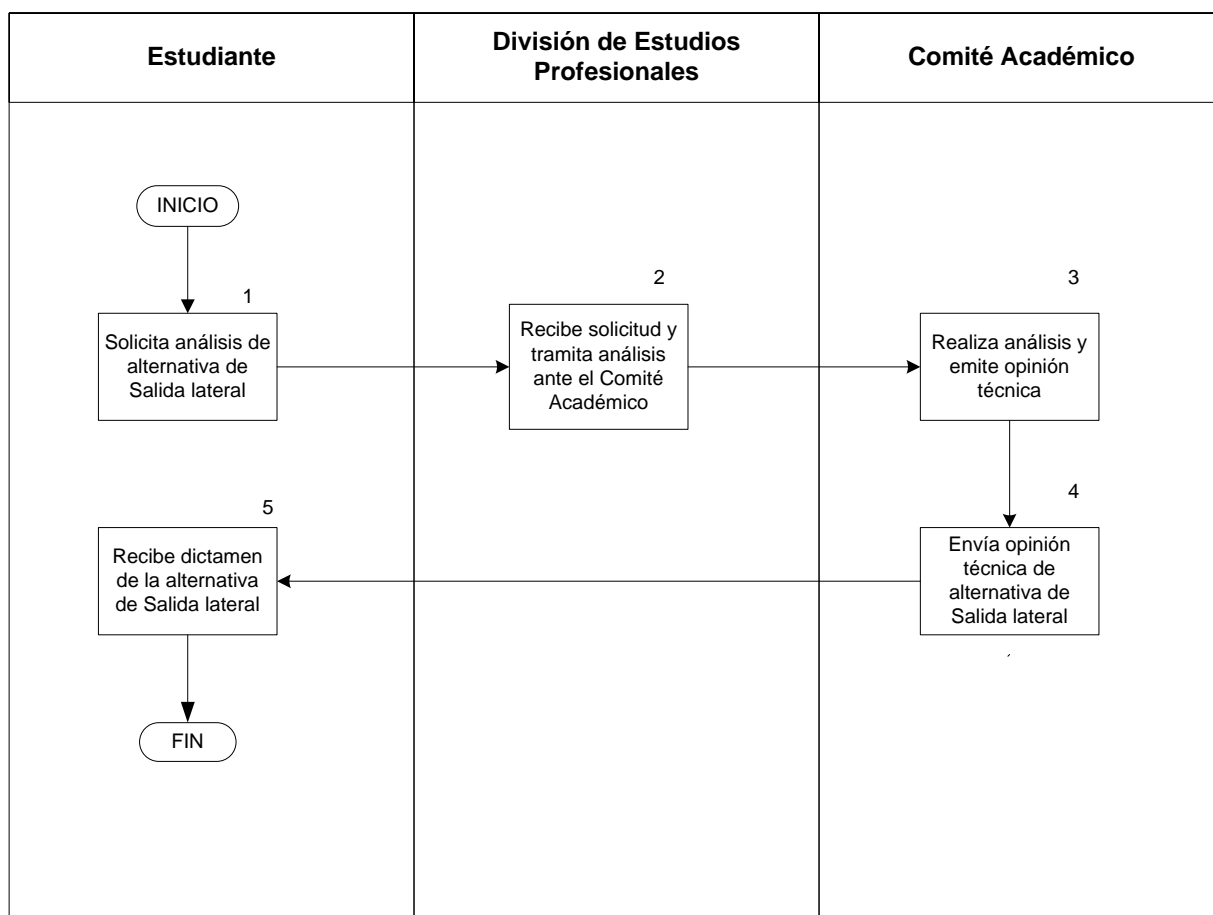 Estudiante
División de Estudios
Profesionales
Comité Académico
INICIO
1
Solicita análisis de
alternativa de
Salida lateral
2
Recibe solicitud y
tramita análisis
ante el Comité
Académico
3
Realiza análisis y
emite opinión
técnica
4
Envía opinión
técnica de
alternativa de
Salida lateral
5
Recibe dictamen
de la alternativa
de Salida lateral
FIN